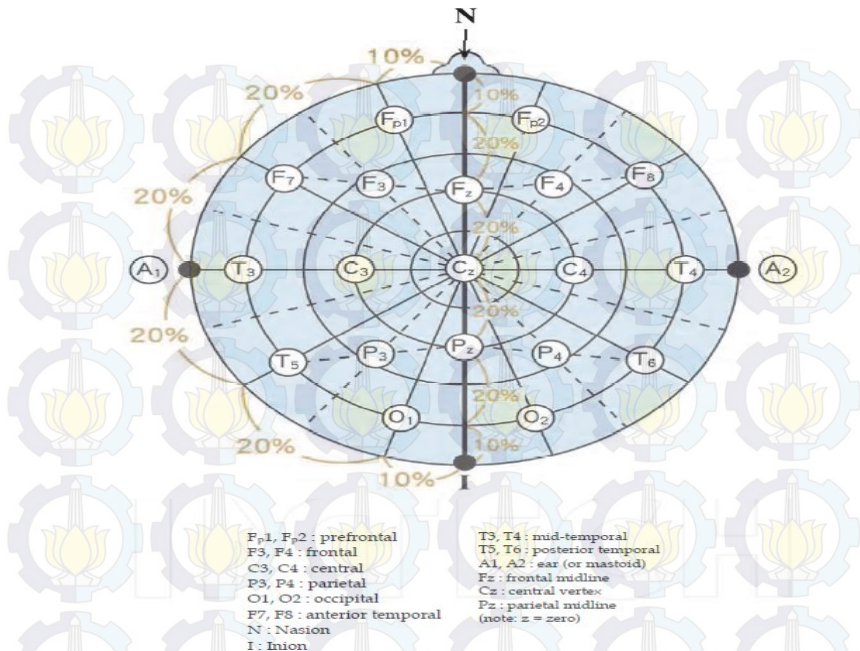 N
10%
10%
20%
Fp1
Fp2
20%
F7
F3
Fz
F4
F8
20%
20%
A1
T3
C3
Cz
C4
T4
A2
20%
20%
T5
P3
Pz
P4
T6
20%
O1
O2
20%
10%
10%
I
Fp1, Fp2 : prefrontal
F3, F4 : frontal
C3, C4 : central
P3, P4 : parietal
O1, O2 : occipital
F7, F8 : anterior temporal
N : Nasion
I : Inion
T3, T4 : mid-temporal
T5, T6 : posterior temporal
A1, A2 : ear (or mastoid)
Fz : frontal midline
Cz : central vertex
Pz : parietal midline
(note: z = zero)